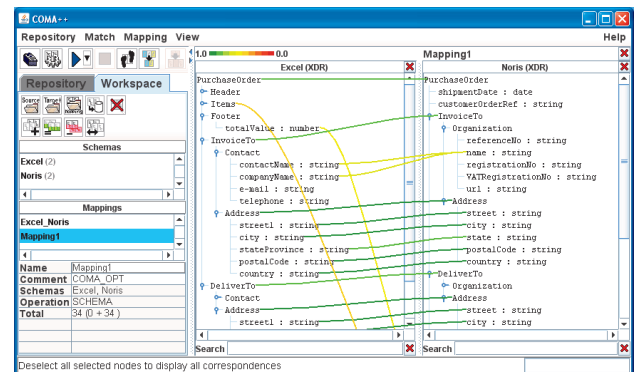 COMA++
Repository Match Mapping View Help
Repository Workspace
Source Target
Schemas
Excel (2)
Noris (2)
Mappings
Excel_Noris
Mapping1
Name Mapping1
Comment COMA_OPT
Schemas Excel, Noris
Operation SCHEMA
Total 34 (0 + 34 )
1.0 0.0
Excel (XDR)
PurchaseOrder
Header
Items
Footer
totalValue : number
InvoiceTo
Contact
contactName : string
companyName : string
e-mail : string
telephone : string
Address
street1 : string
city : string
stateProvince : string
postalCode : string
country : string
DeliverTo
Contact
Address
street1 : string
Search
Mapping1
Noris (XDR)
PurchaseOrder
shipmentDate : date
customerOrderRef : string
InvoiceTo
Organization
referenceNo : string
name : string
registrationNo : string
VATRegistrationNo : string
url : string
Address
street : string
city : string
state : string
postalCode : string
country : string
DeliverTo
Organization
Address
street : string
city : string
Search
Deselect all selected nodes to display all correspondences